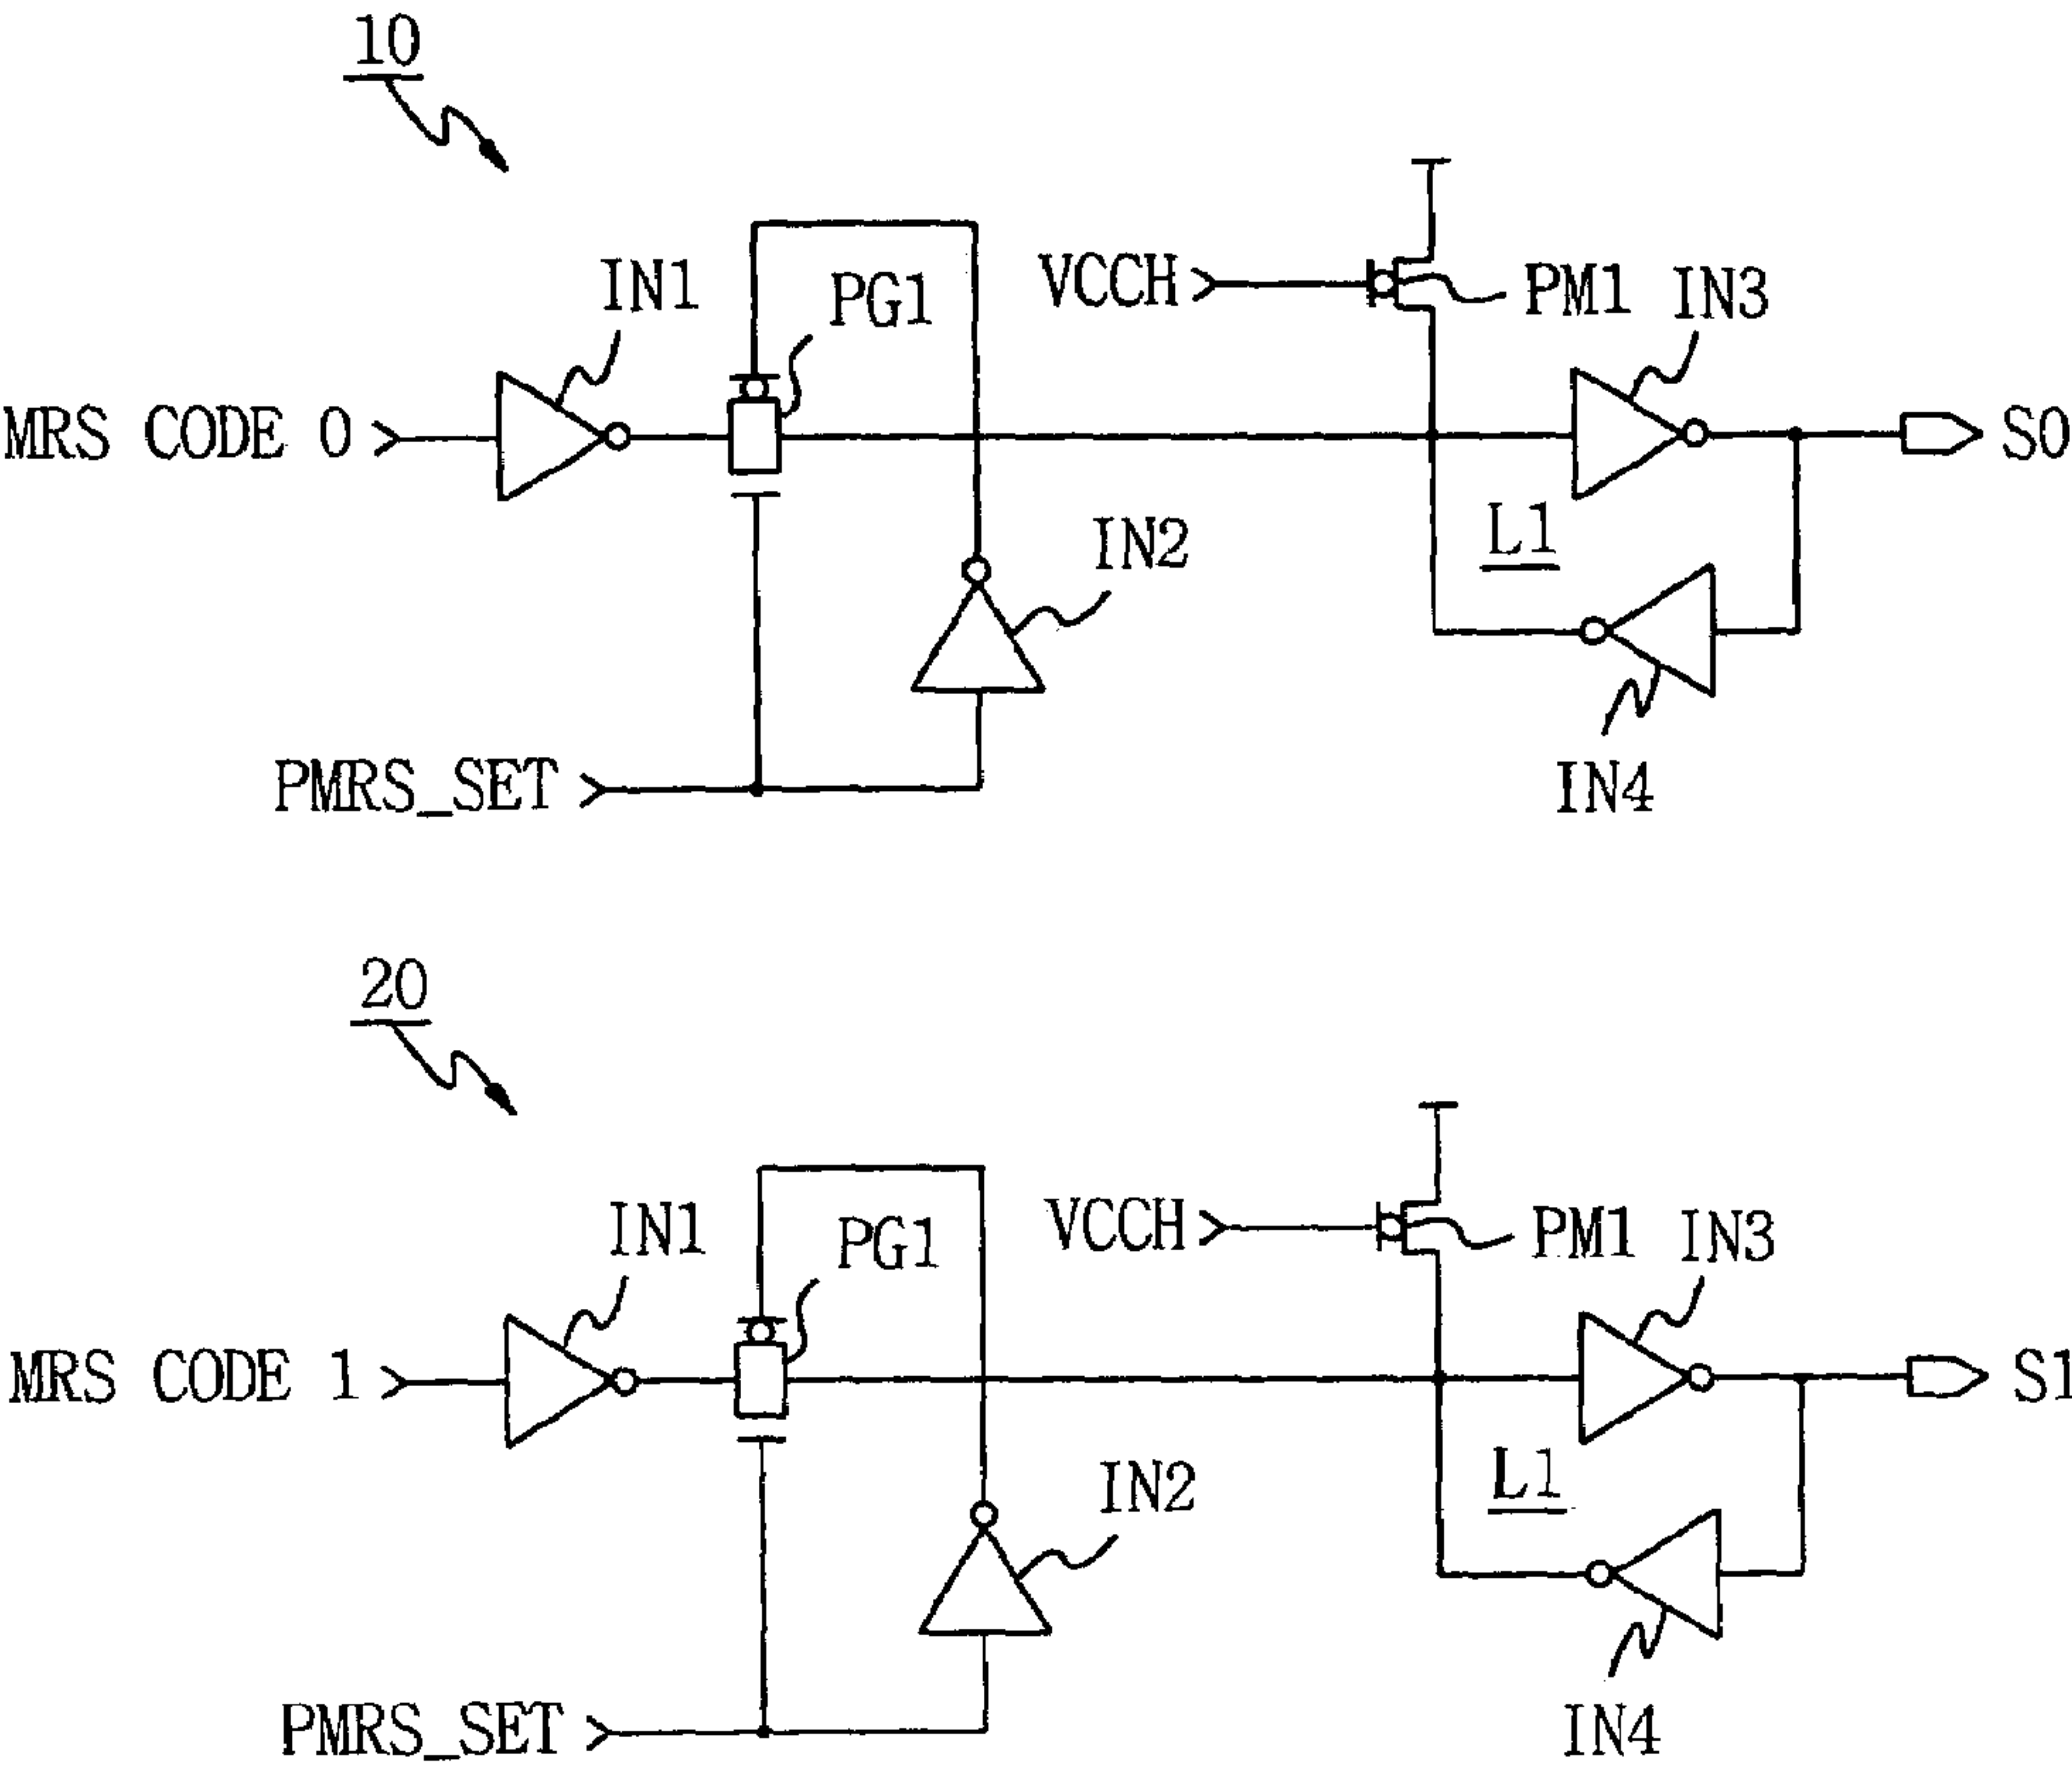 10
IN1
PG1
VCCH
PM1
IN3
MRS CODE 0
S0
L1
IN2
IN4
PMRS_SET
20
IN1
PG1
VCCH
PM1
IN3
MRS CODE 1
S1
L1
IN2
IN4
PMRS_SET